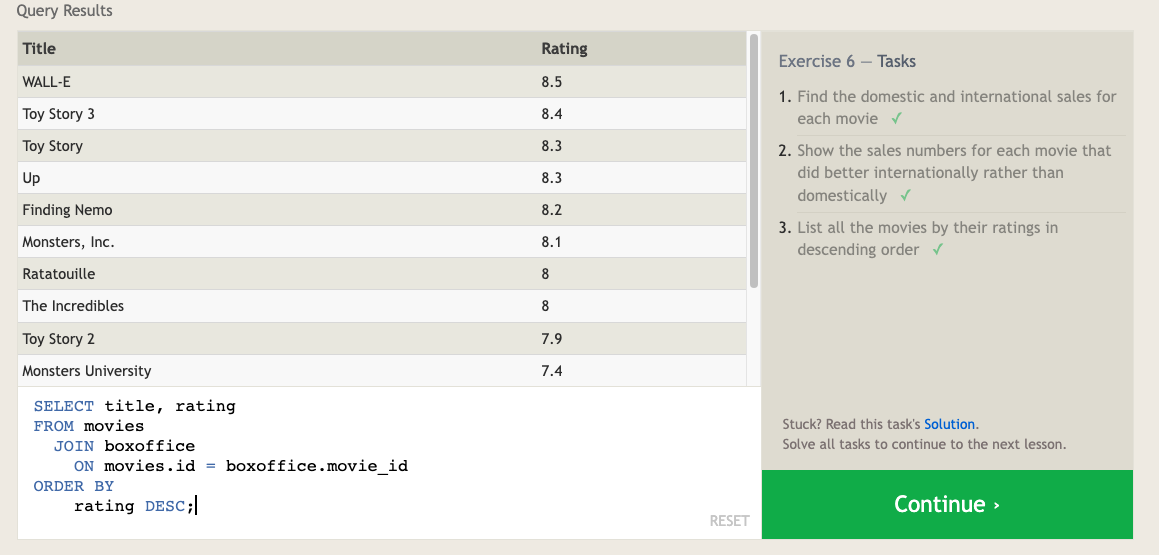 Query Results
Title Rating
WALL-E 8.5
Toy Story 3 8.4
Toy Story 8.3
Up 8.3
Finding Nemo 8.2
Monsters, Inc. 8.1
Ratatouille 8
The Incredibles 8
Toy Story 2 7.9
Monsters University 7.4
SELECT title, rating
FROM movies
  JOIN boxoffice
    ON movies.id = boxoffice.movie_id
ORDER BY
    rating DESC;
RESET
Exercise 6 — Tasks
1. Find the domestic and international sales for
each movie ✓
2. Show the sales numbers for each movie that
did better internationally rather than
domestically ✓
3. List all the movies by their ratings in
descending order ✓
Stuck? Read this task's Solution.
Solve all tasks to continue to the next lesson.
Continue ›